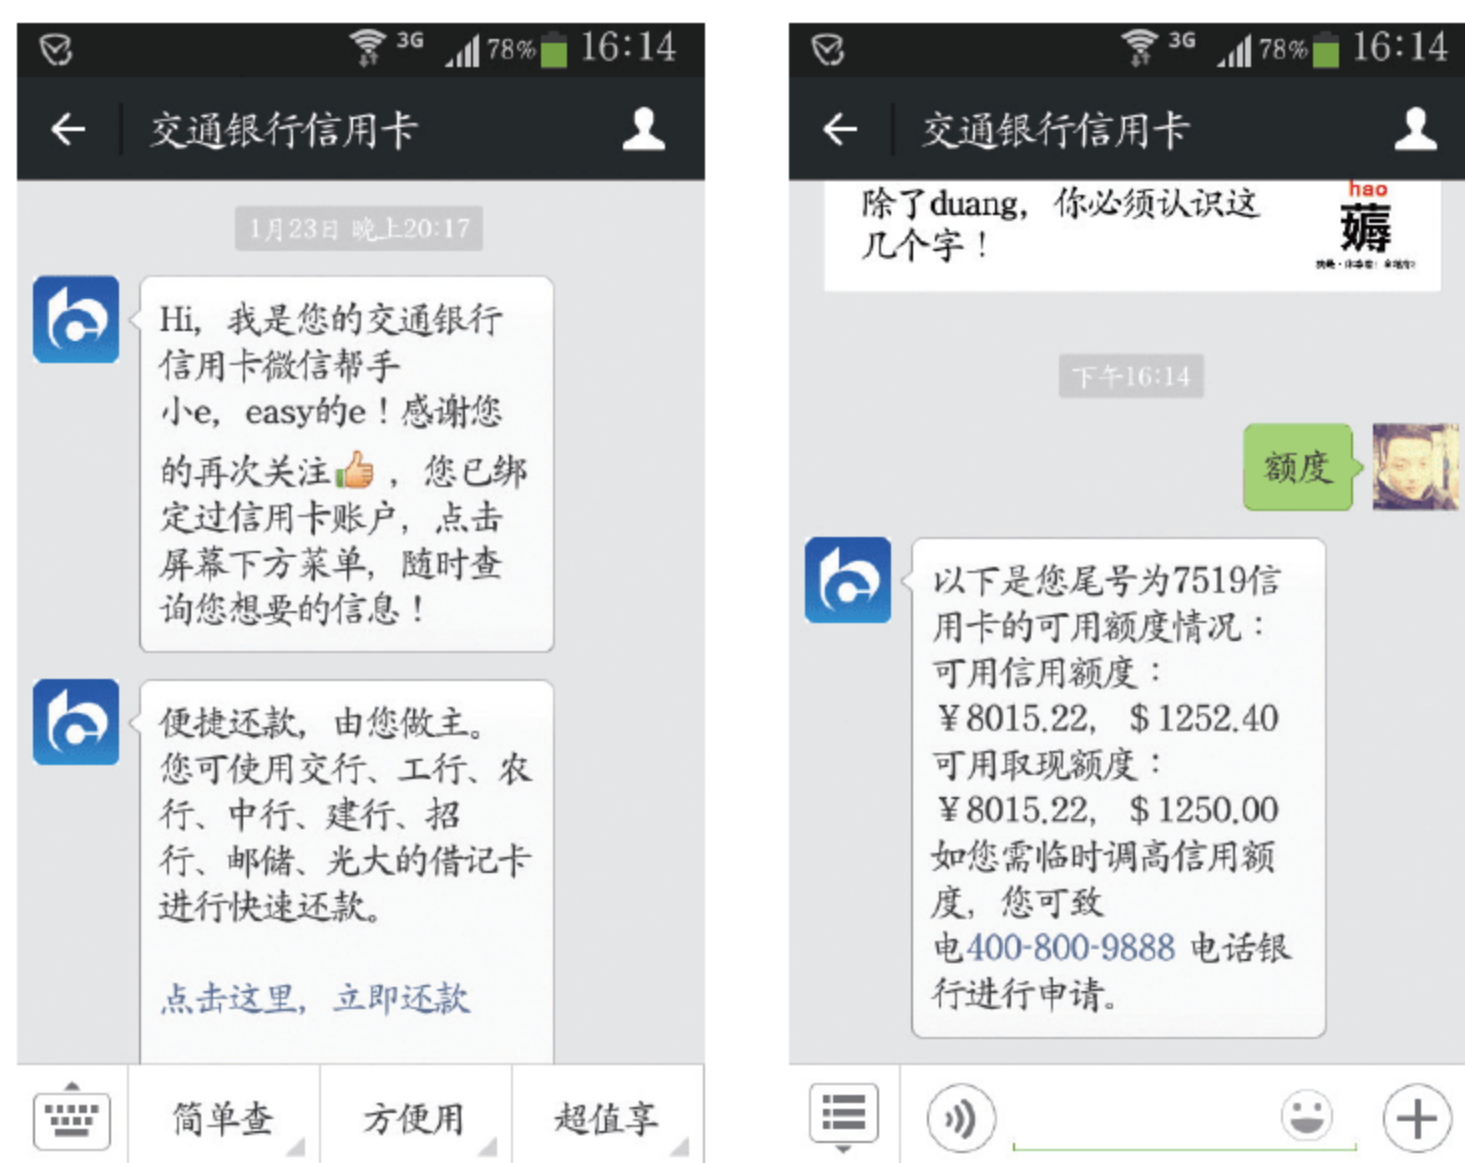 3G 78% 16:14
交通银行信用卡
1月23日 晚上20:17
Hi, 我是您的交通银行
信用卡微信帮手
小e, easy的e！感谢您
的再次关注 ，您已绑
定过信用卡账户，点击
屏幕下方菜单，随时查
询您想要的信息！
便捷还款，由您做主。
您可使用交行、工行、农
行、中行、建行、招
行、邮储、光大的借记卡
进行快速还款。
点击这里，立即还款
简单查 方便用 超值享
3G 78% 16:14
交通银行信用卡
除了duang，你必须认识这
几个字！
hao
薅
下午16:14
额度
以下是您尾号为7519信
用卡的可用额度情况：
可用信用额度：
￥8015.22, ＄1252.40
可用取现额度：
￥8015.22, ＄1250.00
如您需临时调高信用额
度，您可致
电400-800-9888 电话银
行进行申请。